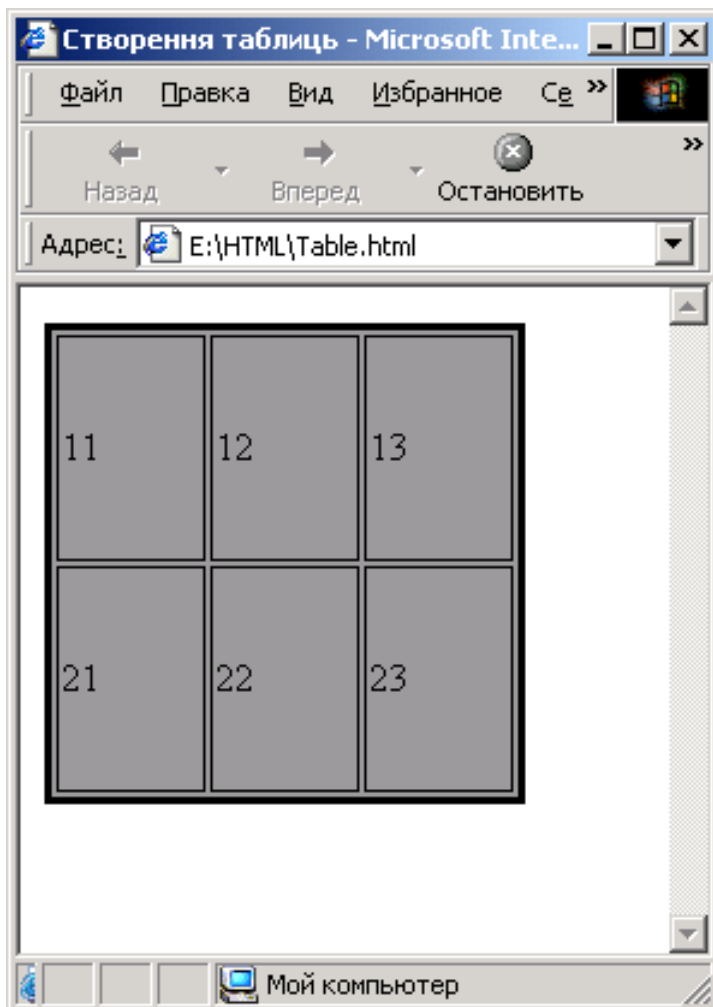 Створення таблиць - Microsoft Inte...
Файл Правка Вид Избранное Се »
Назад Вперед Остановить »
Адрес: E:\HTML\Table.html
11 12 13
21 22 23
Мой компьютер